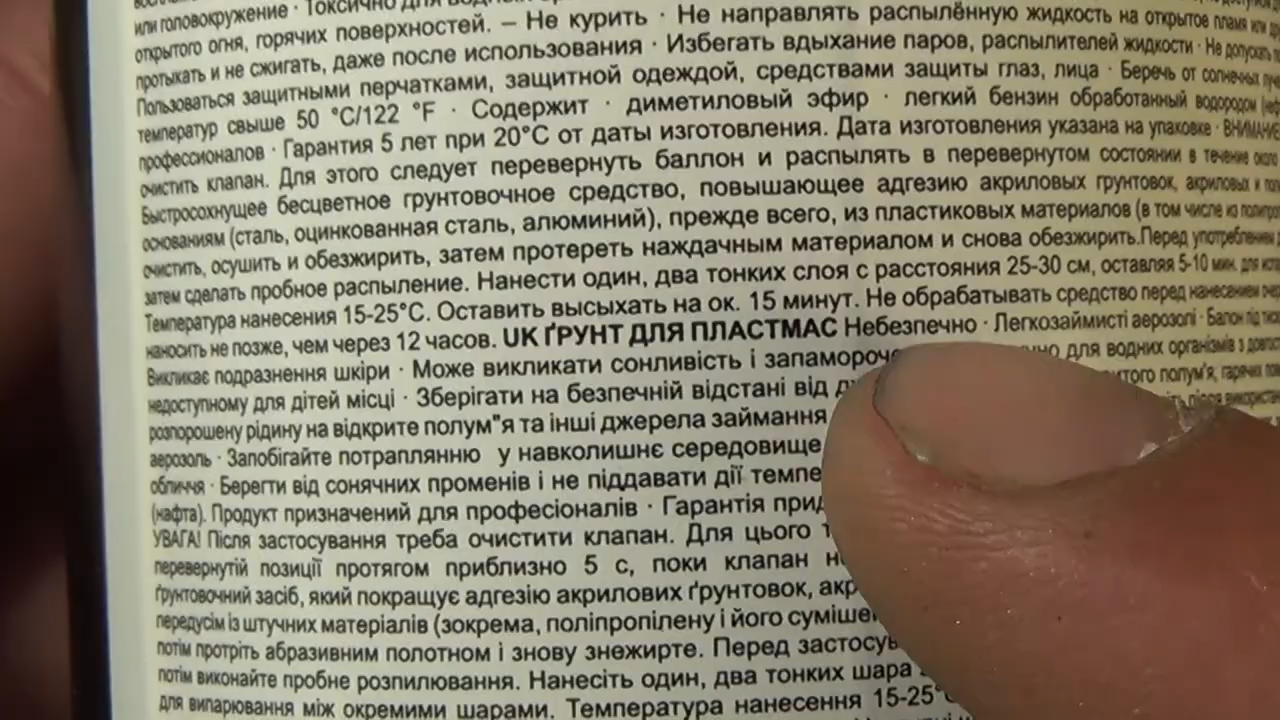 или головокружение · Токсично для
открытого огня, горячих поверхностей. – Не курить · Не направлять распылённую жидкость на открытое пламя или
протыкать и не сжигать, даже после использования · Избегать вдыхание паров, распылителей жидкости · Не допускать
Пользоваться защитными перчатками, защитной одеждой, средствами защиты глаз, лица · Беречь от солнечных
температур свыше 50 °C/122 °F · Содержит · диметиловый эфир · легкий бензин обработанный водородом
профессионалов · Гарантия 5 лет при 20°C от даты изготовления. Дата изготовления указана на упаковке ·
очистить клапан. Для этого следует перевернуть баллон и распылять в перевернутом состоянии в течение около
Быстросохнущее бесцветное грунтовочное средство, повышающее адгезию акриловых грунтовок, акриловых и
основаниям (сталь, оцинкованная сталь, алюминий), прежде всего, из пластиковых материалов (в том числе из
очистить, осушить и обезжирить, затем протереть наждачным материалом и снова обезжирить.Перед употреблением
затем сделать пробное распыление. Нанести один, два тонких слоя с расстояния 25-30 см, оставляя 5-10 мин. для
Температура нанесения 15-25°C. Оставить высыхать на ок. 15 минут. Не обрабатывать средство перед нанесением
наносить не позже, чем через 12 часов. UK ҐРУНТ ДЛЯ ПЛАСТМАС Небезпечно · Легкозаймисті аерозолі · Балон під
Викликає подразнення шкіри · Може викликати сонливість і запамороче для водних організмів з
недоступному для дітей місці · Зберігати на безпечній відстані від полум'я, гарячих
розпорошену рідину на відкрите полум"я та інші джерела займання після
аерозоль · Запобігайте потраплянню у навколишнє середовище
обличчя · Берегти від сонячних променів і не піддавати дії темпе
(нафта). Продукт призначений для професіоналів · Гарантія прид
УВАГА! Після застосування треба очистити клапан. Для цього
перевернутій позиції протягом приблизно 5 с, поки клапан
ґрунтовочний засіб, який покращує адгезію акрилових ґрунтовок, акр
передусім із штучних матеріалів (зокрема, поліпропілену і його суміше
потім протріть абразивним полотном і знову знежирте. Перед застосув
потім виконайте пробне розпилювання. Нанесіть один, два тонких шара
для випарювання між окремими шарами. Температура нанесення 15-25°